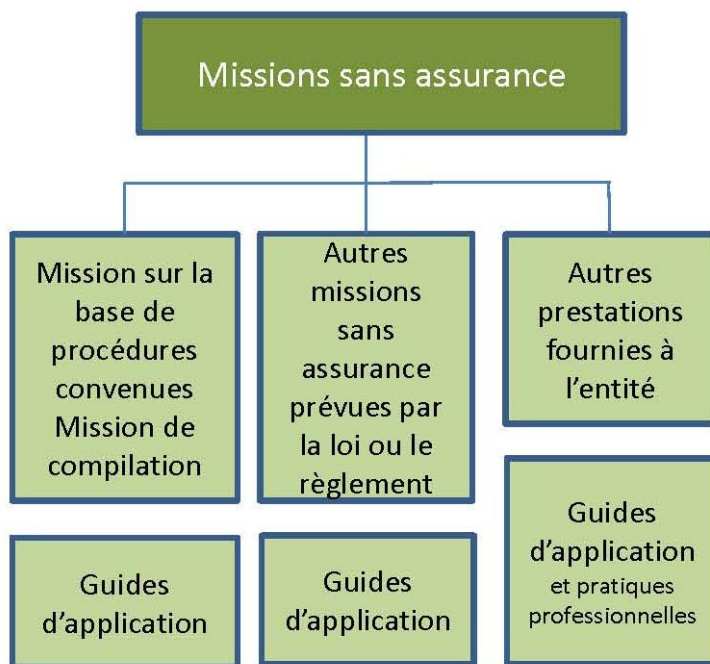 Missions sans assurance
Mission sur la
base de
procédures
convenues
Mission de
compilation
Autres
missions
sans
assurance
prévues par
la loi ou le
règlement
Autres
prestations
fournies à
l'entité
Guides
d'application
Guides
d'application
Guides
d'application
et pratiques
professionnelles